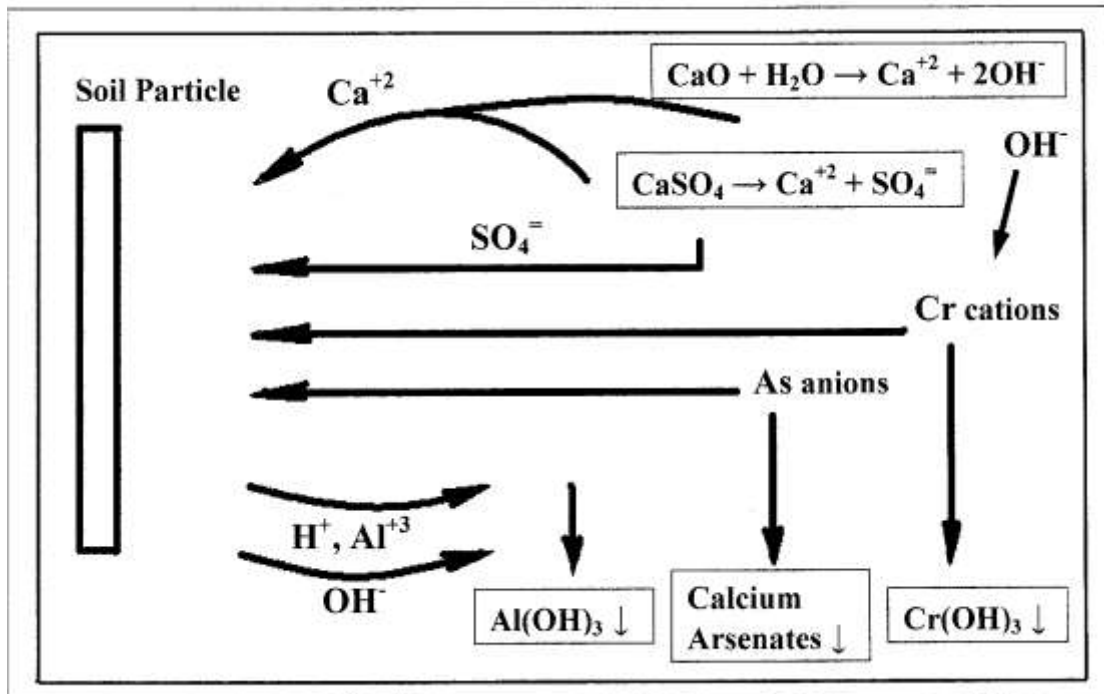 CaO + H₂O → Ca⁺² + 2OH⁻
Soil Particle
Ca⁺²
OH⁻
CaSO₄ → Ca⁺² + SO₄⁼
SO₄⁼
Cr cations
As anions
H⁺, Al⁺³
OH⁻
Al(OH)₃ ↓
Calcium
Arsenates ↓
Cr(OH)₃ ↓